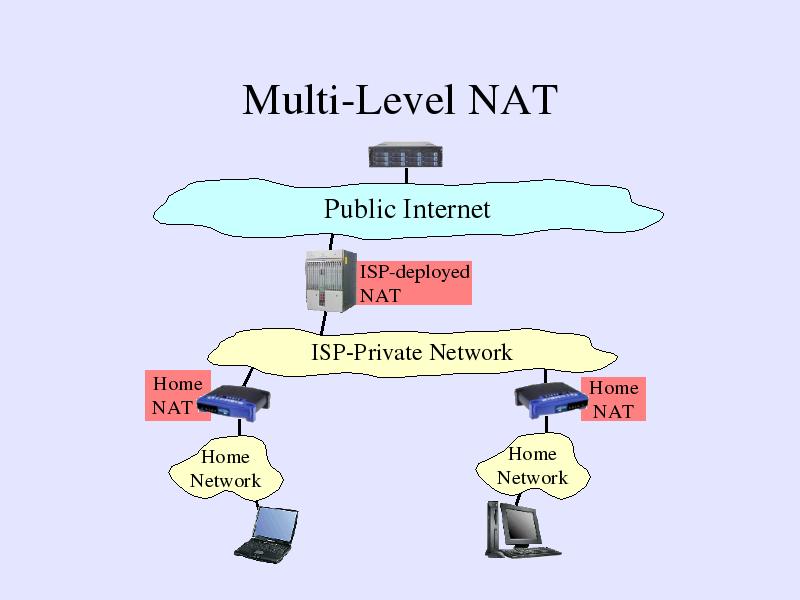 Multi-Level NAT
Public Internet
ISP-deployed
NAT
ISP-Private Network
Home
NAT
Home
NAT
Home
Network
Home
Network